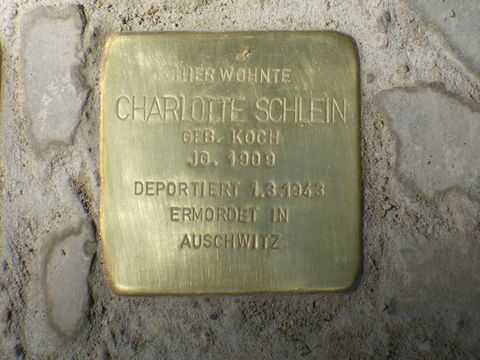 HIER WOHNTE
CHARLOTTE SCHLEIN
GEB. KOCH
JG. 1909
DEPORTIERT 1.3.1943
ERMORDET IN
AUSCHWITZ